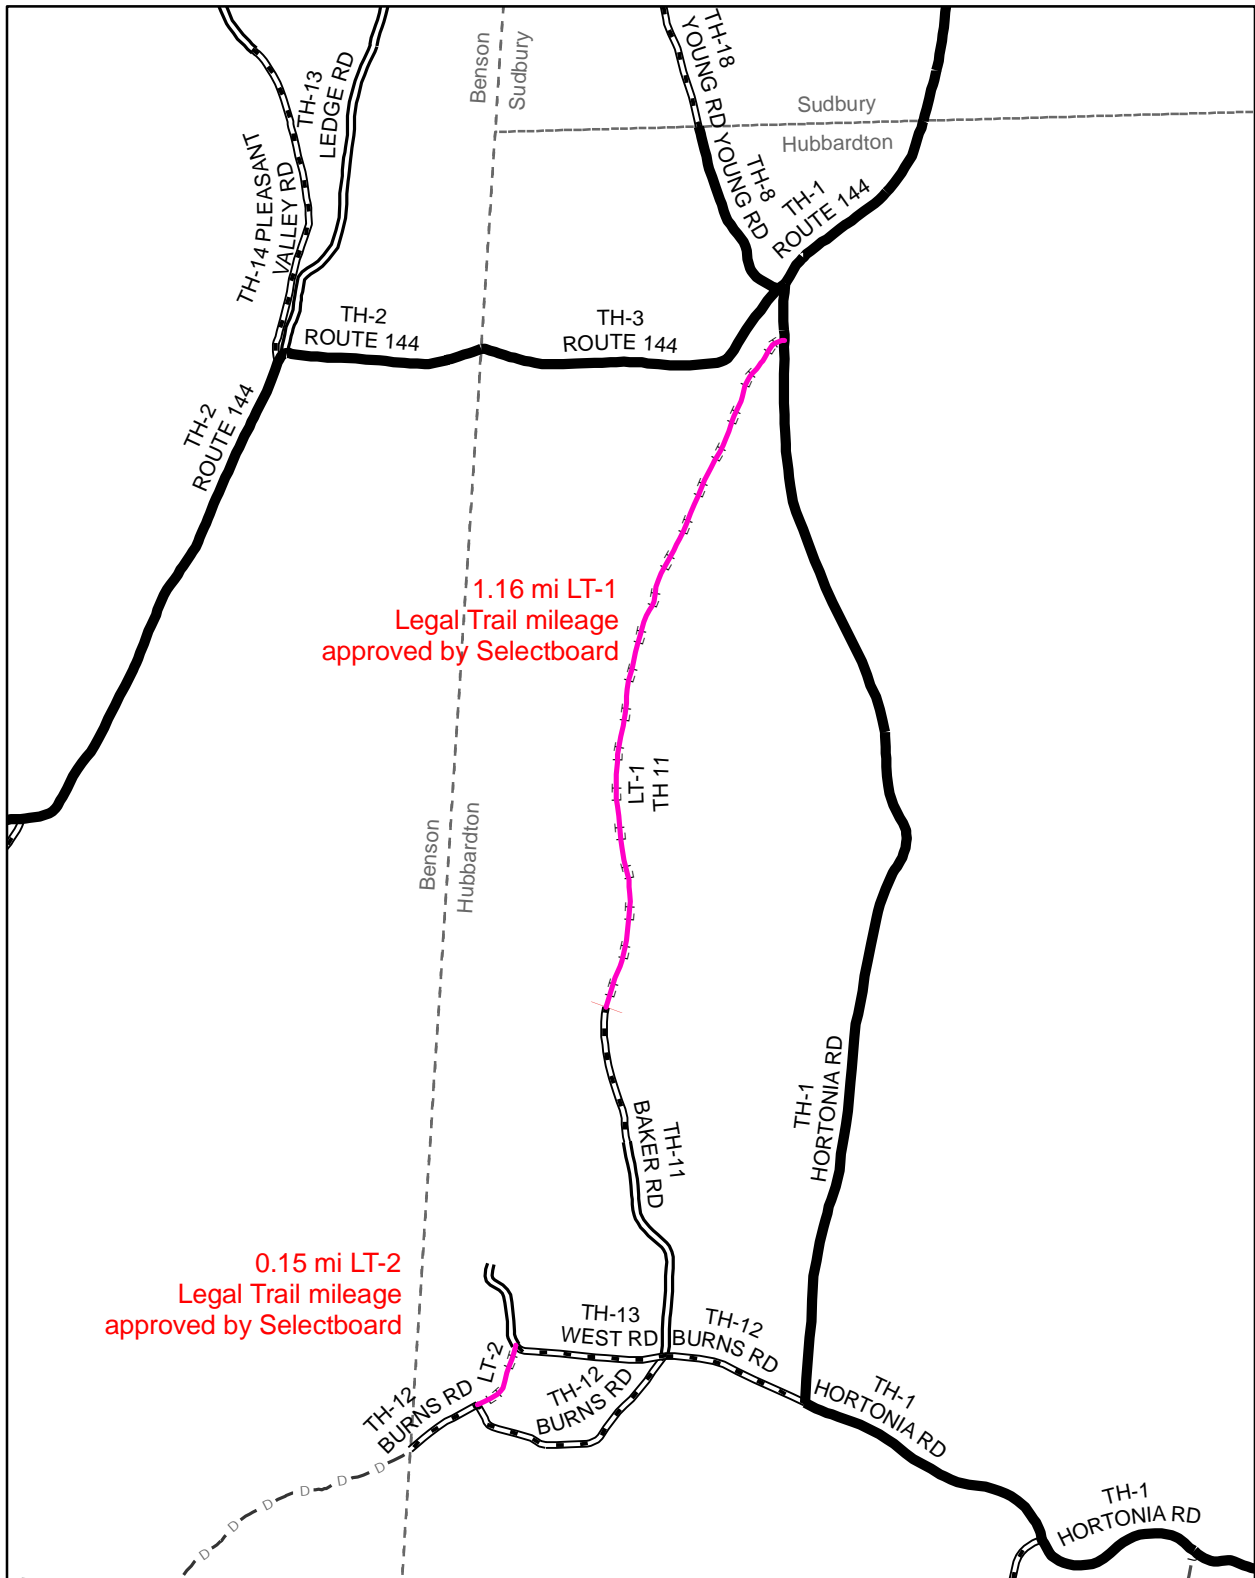 TH-13
LEDGE RD
TH-14 PLEASANT
VALLEY RD
Benson
Sudbury
TH-18
YOUNG RD
Sudbury
Hubbardton
TH-8
YOUNG RD
TH-1
ROUTE 144
TH-2
ROUTE 144
TH-3
ROUTE 144
TH-2
ROUTE 144
1.16 mi LT-1
Legal Trail mileage
approved by Selectboard
LT-1
TH 11
Benson
Hubbardton
TH-1
HORTONIA RD
TH-11
BAKER RD
0.15 mi LT-2
Legal Trail mileage
approved by Selectboard
TH-13
WEST RD
TH-12
BURNS RD
LT-2
TH-12
BURNS RD
TH-12
BURNS RD
TH-1
HORTONIA RD
D D D D D D
TH-1
HORTONIA RD